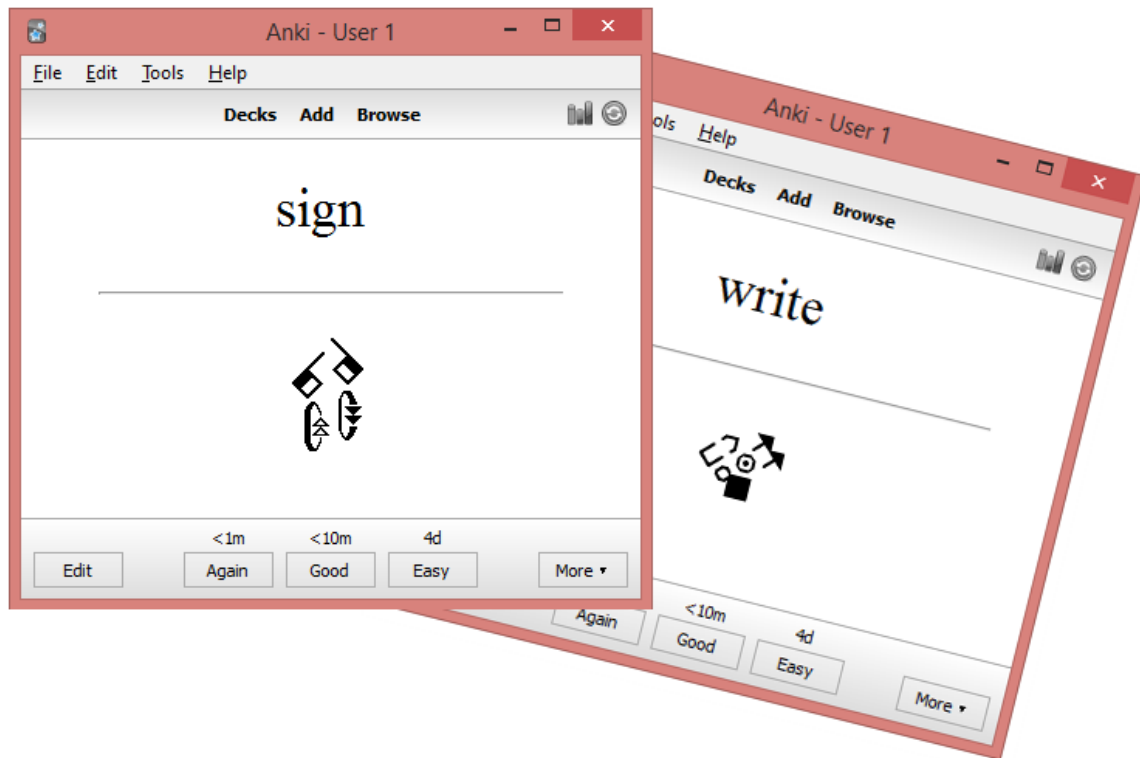 Anki - User 1
File Edit Tools Help
Decks Add Browse
sign
<1m <10m 4d
Edit Again Good Easy More
Anki - User 1
ols Help
Decks Add Browse
write
<10m 4d
Again Good Easy More